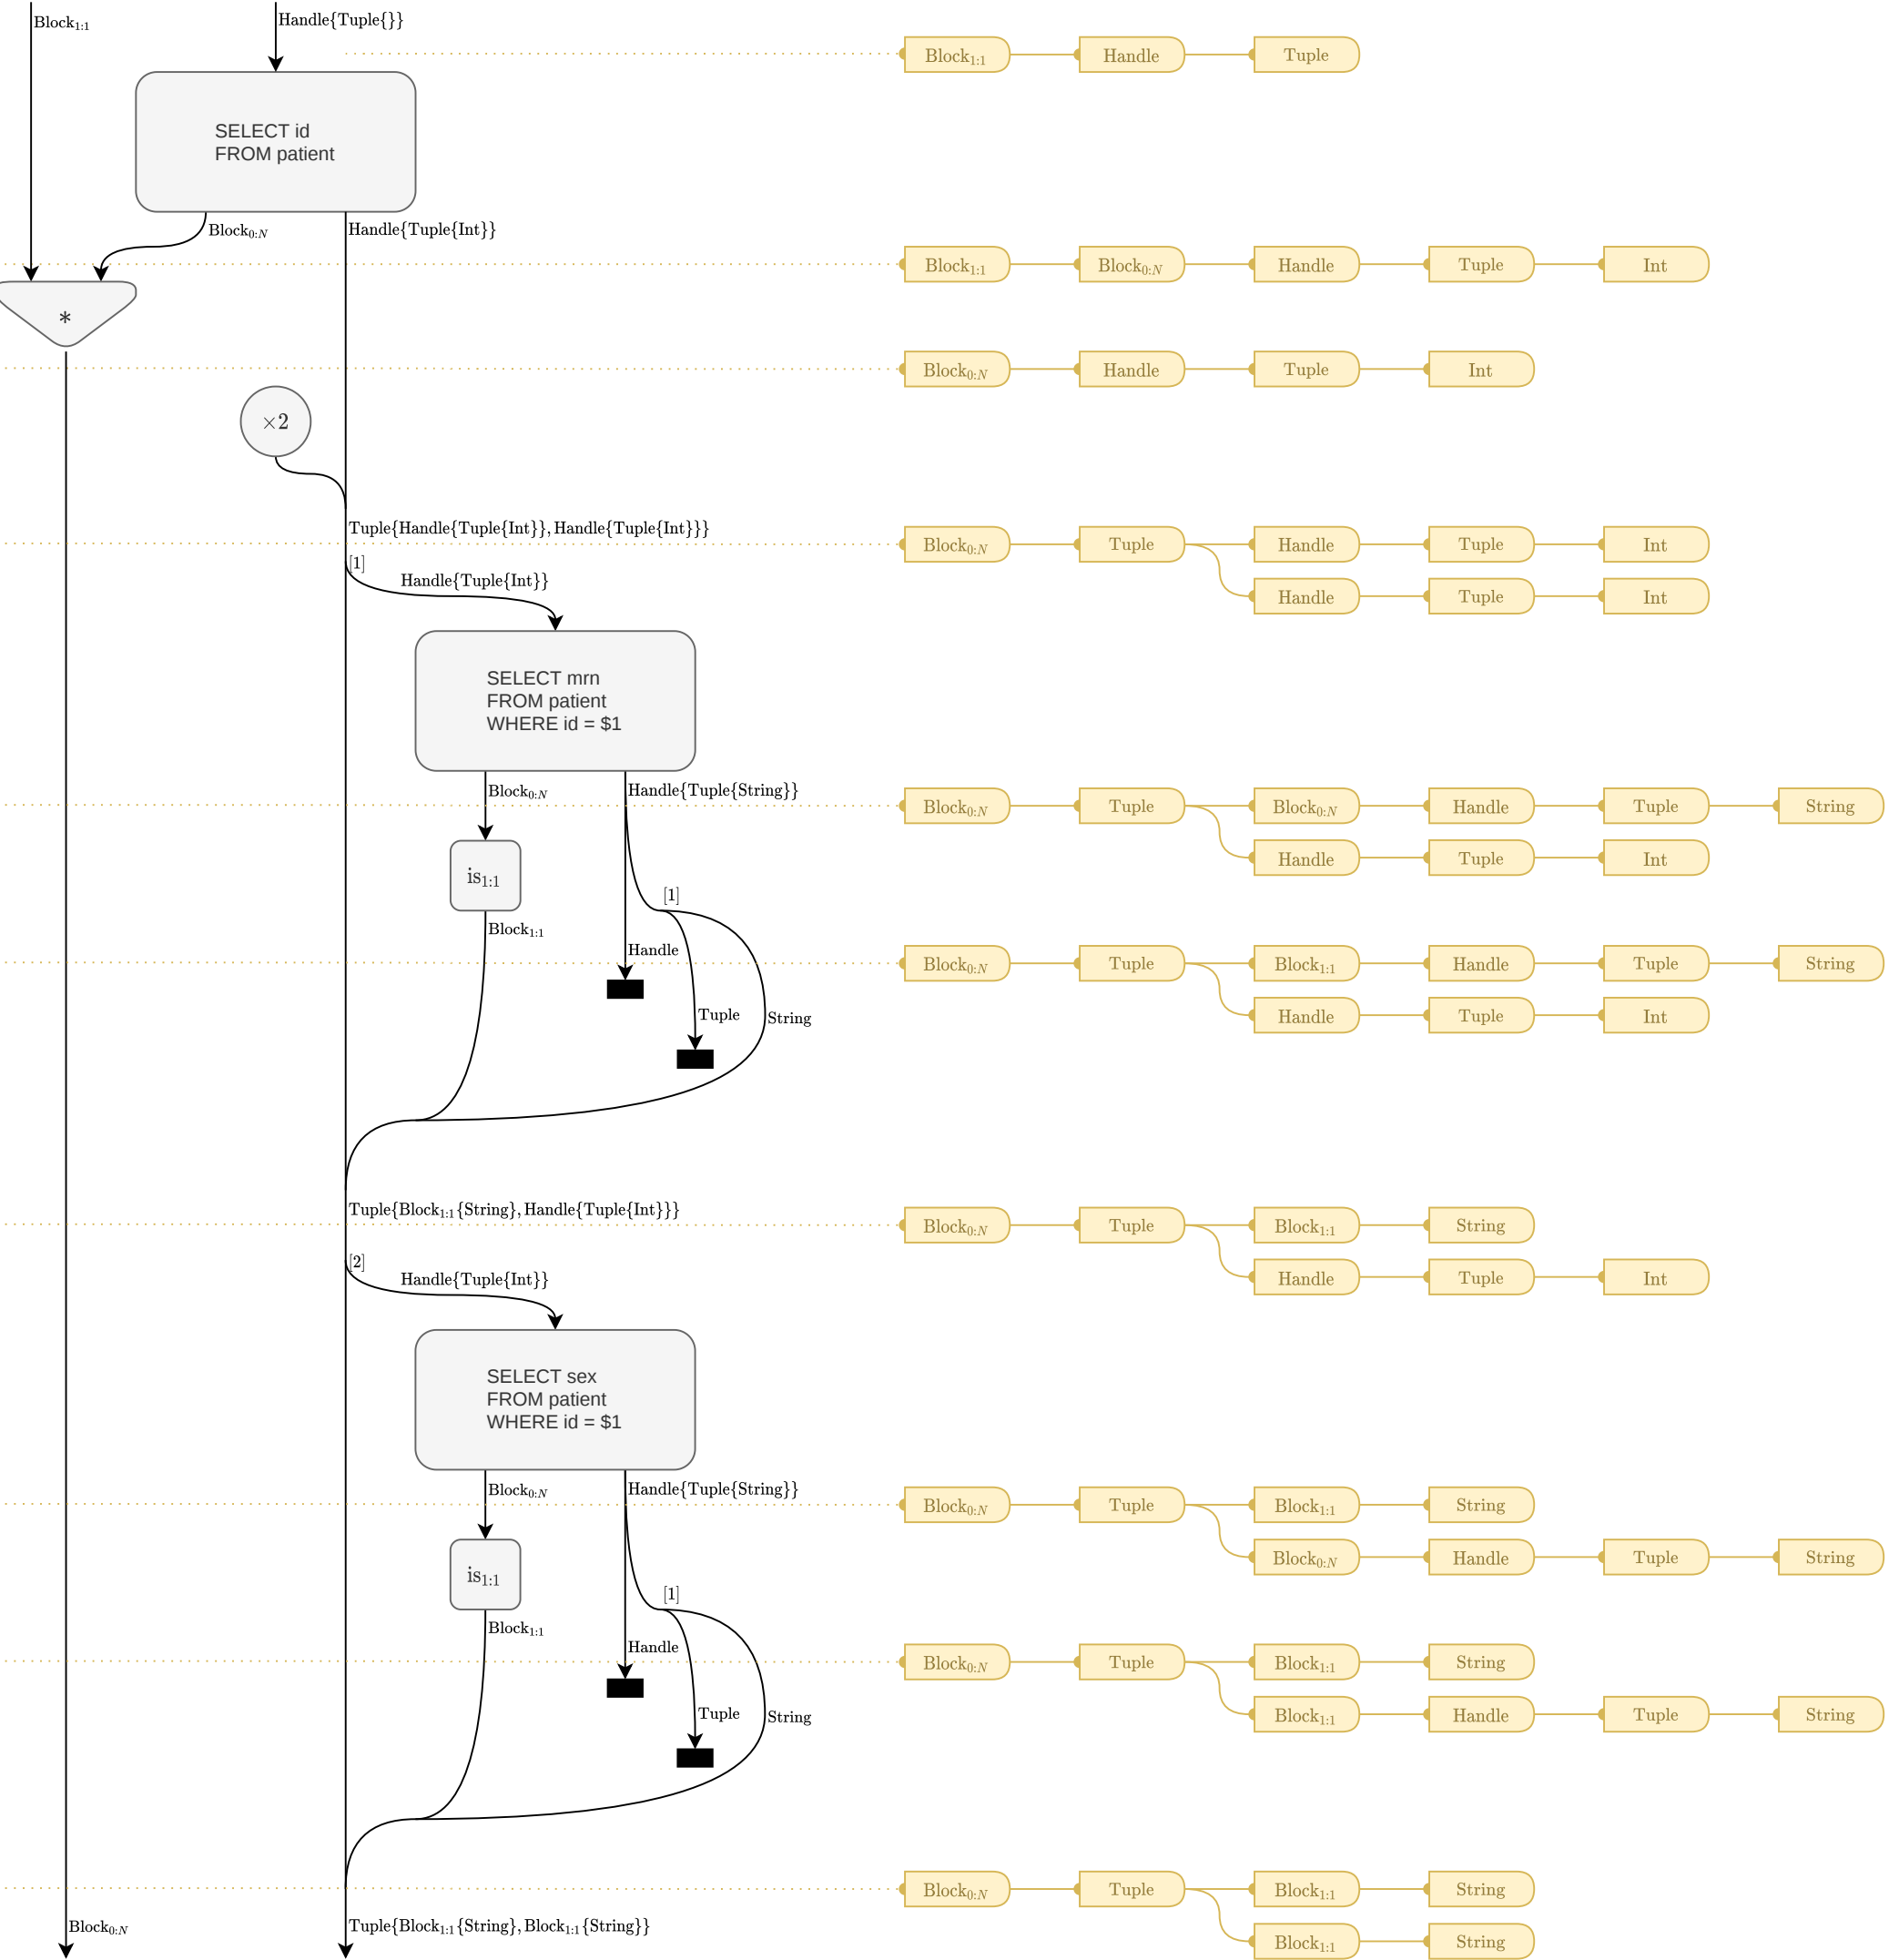 Block1:1
Handle{Tuple{}}
Block1:1 Handle Tuple
SELECT id
FROM patient
Block0:N
Handle{Tuple{Int}}
Block1:1 Block0:N Handle Tuple Int
*
Block0:N Handle Tuple Int
×2
Tuple{Handle{Tuple{Int}}, Handle{Tuple{Int}}}
Block0:N Tuple Handle Tuple Int
[1]
Handle{Tuple{Int}}
Handle Tuple Int
SELECT mrn
FROM patient
WHERE id = $1
Block0:N
Handle{Tuple{String}}
Block0:N Tuple Block0:N Handle Tuple String
Handle Tuple Int
is1:1
[1]
Block1:1
Handle
Block0:N Tuple Block1:1 Handle Tuple String
Tuple
String
Handle Tuple Int
Tuple{Block1:1{String}, Handle{Tuple{Int}}}
Block0:N Tuple Block1:1 String
[2]
Handle{Tuple{Int}}
Handle Tuple Int
SELECT sex
FROM patient
WHERE id = $1
Block0:N
Handle{Tuple{String}}
Block0:N Tuple Block1:1 String
Block0:N Handle Tuple String
is1:1
[1]
Block1:1
Handle
Block0:N Tuple Block1:1 String
Tuple
String
Block1:1 Handle Tuple String
Block0:N Tuple Block1:1 String
Block0:N
Tuple{Block1:1{String}, Block1:1{String}}
Block1:1 String